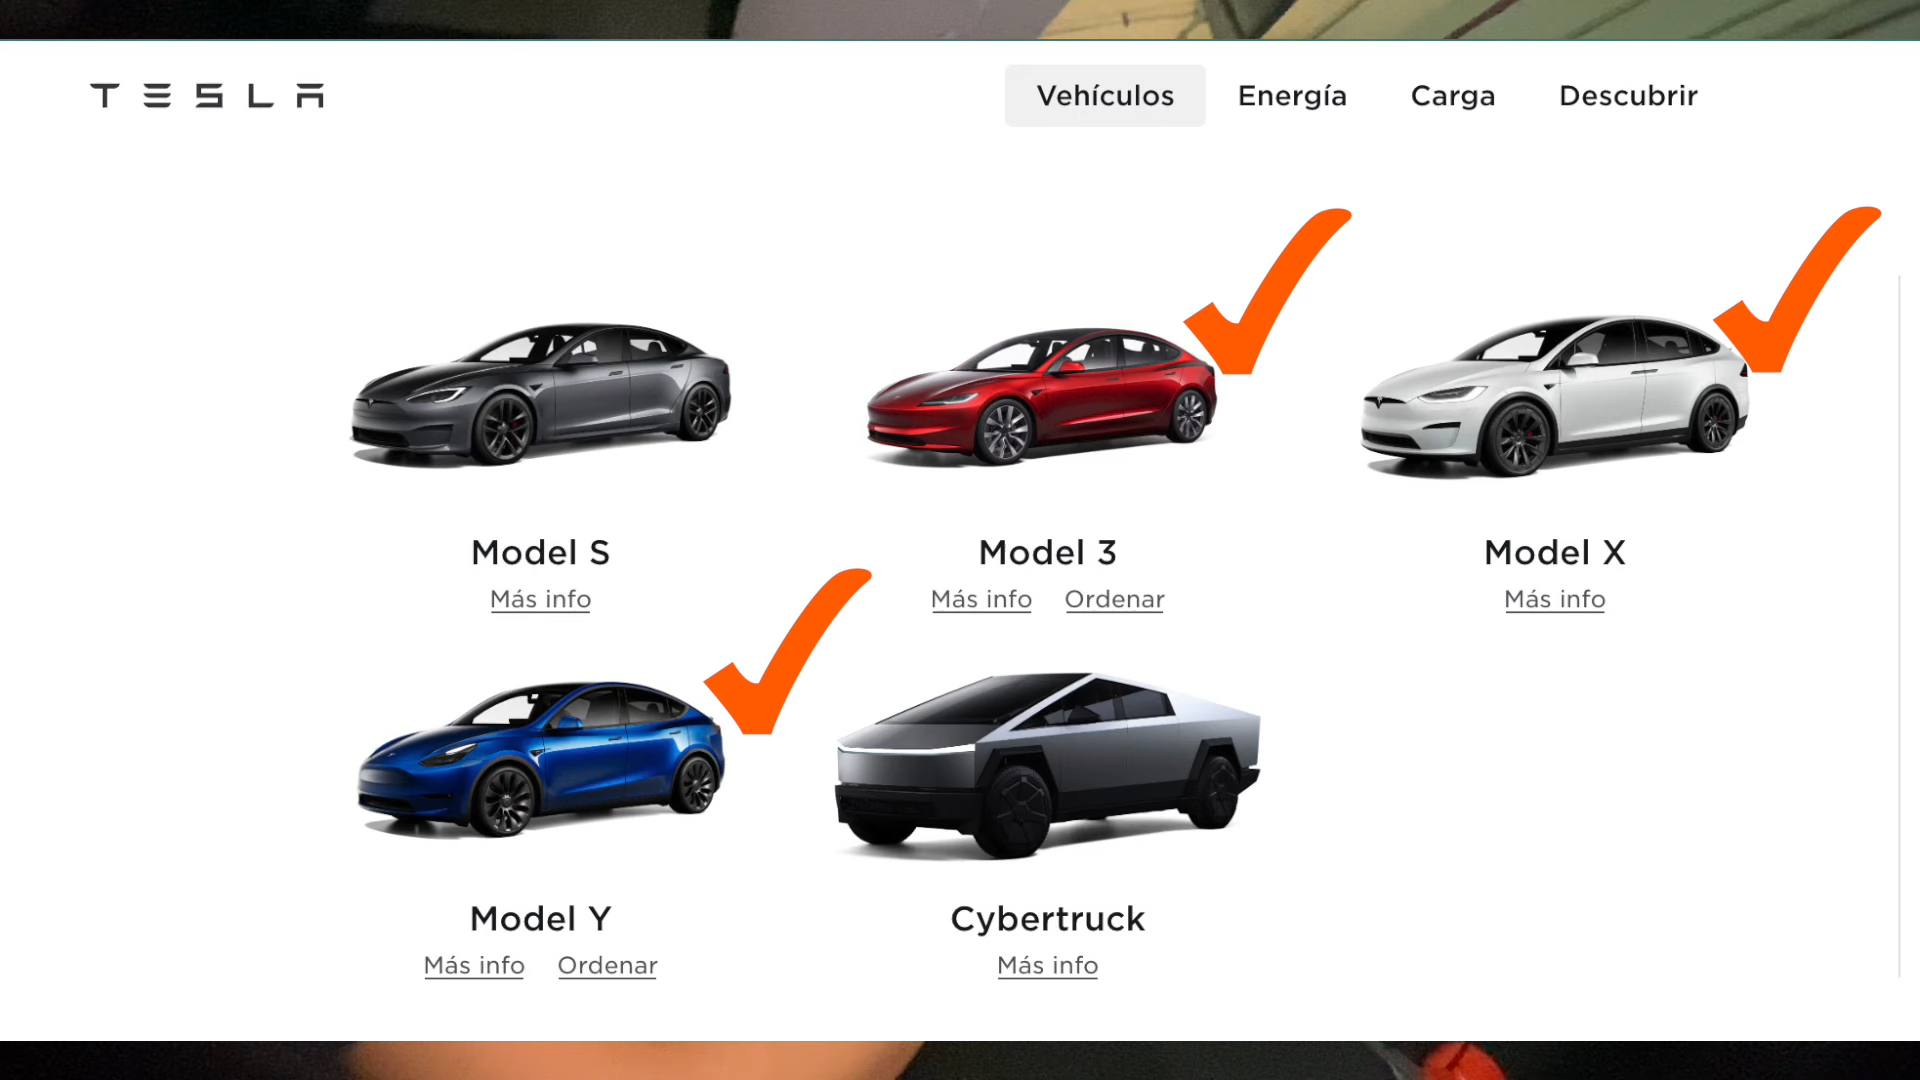 TESLA
Vehículos Energía Carga Descubrir
Model S Model 3 Model X
Más info Más info Ordenar Más info
Model Y Cybertruck
Más info Ordenar Más info